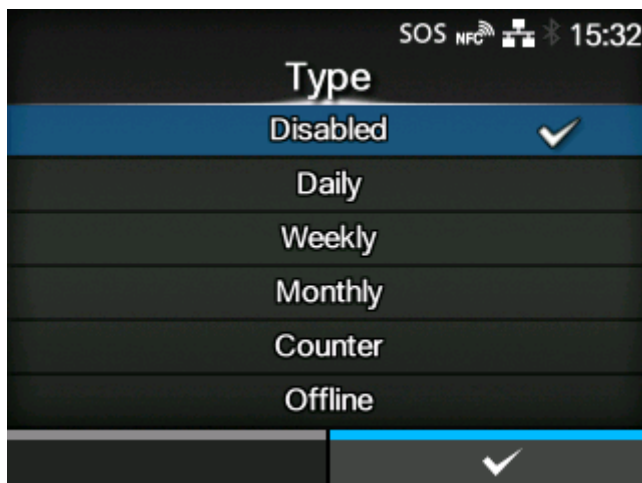 SOS NFC 15:32
Type
Disabled
Daily
Weekly
Monthly
Counter
Offline